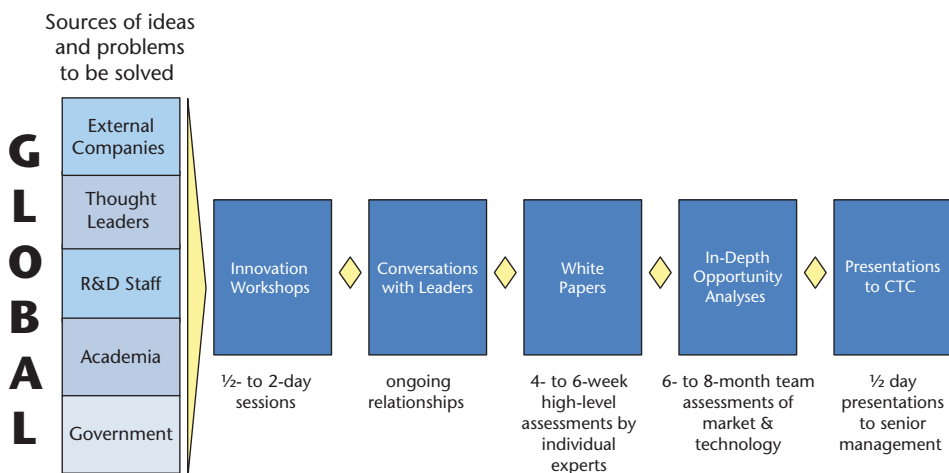 Sources of ideas
and problems
to be solved
GLOBAL
External
Companies
Thought
Leaders
R&D Staff
Academia
Government
Innovation
Workshops
½- to 2-day
sessions
Conversations
with Leaders
ongoing
relationships
White
Papers
4- to 6-week
high-level
assessments by
individual
experts
In-Depth
Opportunity
Analyses
6- to 8-month team
assessments of
market &
technology
Presentations
to CTC
½ day
presentations
to senior
management